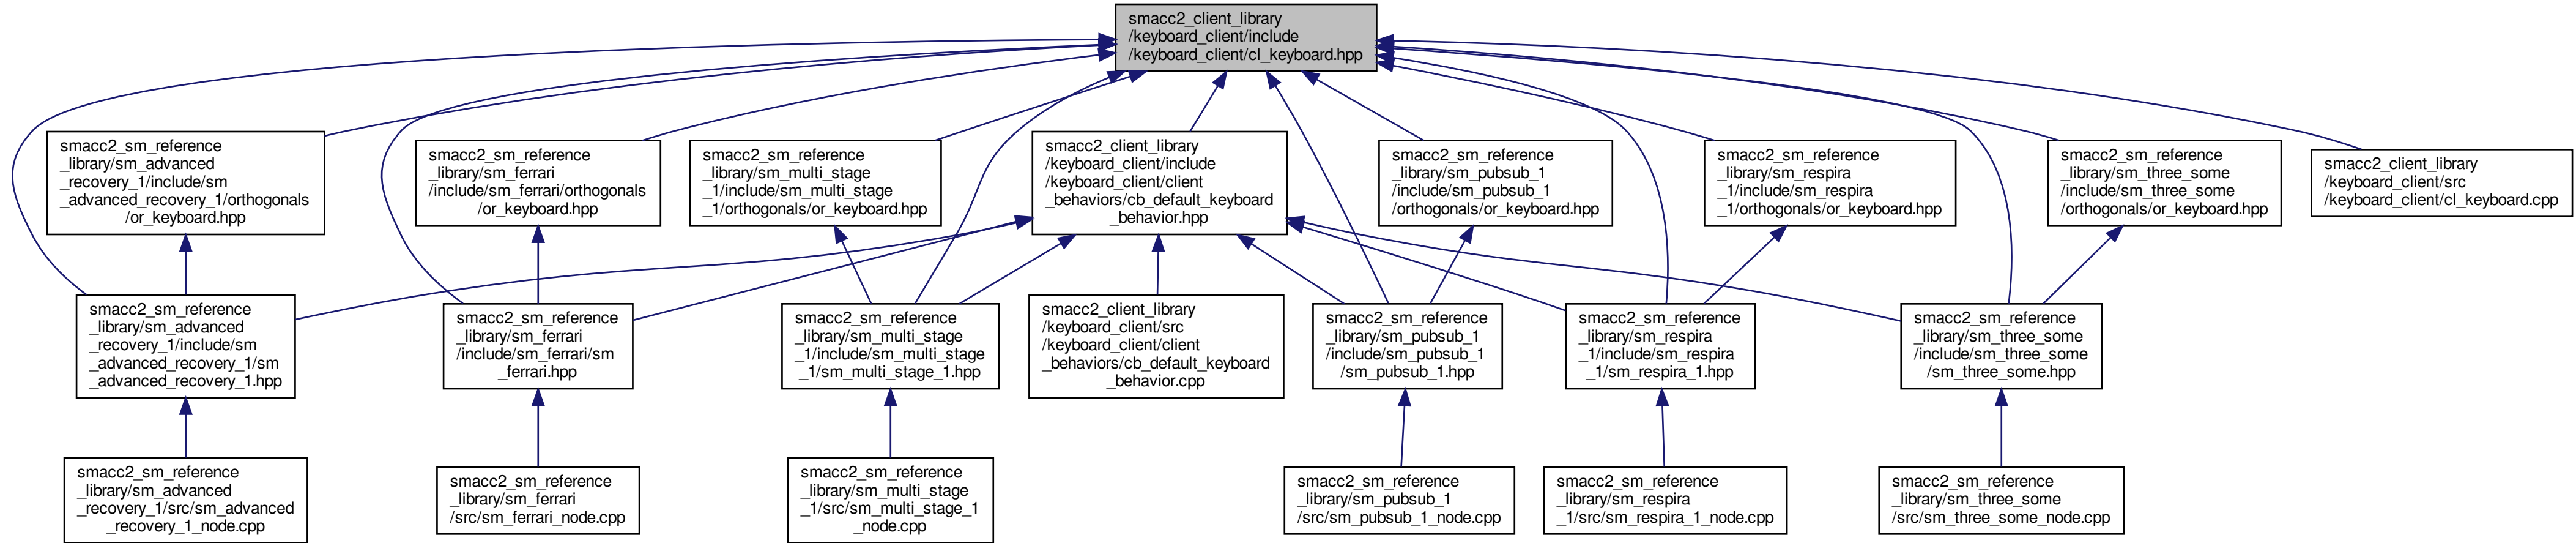 smacc2_client_library
/keyboard_client/include
/keyboard_client/cl_keyboard.hpp
smacc2_sm_reference
_library/sm_advanced
_recovery_1/include/sm
_advanced_recovery_1/orthogonals
/or_keyboard.hpp
smacc2_sm_reference
_library/sm_ferrari
/include/sm_ferrari/orthogonals
/or_keyboard.hpp
smacc2_sm_reference
_library/sm_multi_stage
_1/include/sm_multi_stage
_1/orthogonals/or_keyboard.hpp
smacc2_client_library
/keyboard_client/include
/keyboard_client/client
_behaviors/cb_default_keyboard
_behavior.hpp
smacc2_sm_reference
_library/sm_pubsub_1
/include/sm_pubsub_1
/orthogonals/or_keyboard.hpp
smacc2_sm_reference
_library/sm_respira
_1/include/sm_respira
_1/orthogonals/or_keyboard.hpp
smacc2_sm_reference
_library/sm_three_some
/include/sm_three_some
/orthogonals/or_keyboard.hpp
smacc2_client_library
/keyboard_client/src
/keyboard_client/cl_keyboard.cpp
smacc2_sm_reference
_library/sm_advanced
_recovery_1/include/sm
_advanced_recovery_1/sm
_advanced_recovery_1.hpp
smacc2_sm_reference
_library/sm_ferrari
/include/sm_ferrari/sm
_ferrari.hpp
smacc2_sm_reference
_library/sm_multi_stage
_1/include/sm_multi_stage
_1/sm_multi_stage_1.hpp
smacc2_client_library
/keyboard_client/src
/keyboard_client/client
_behaviors/cb_default_keyboard
_behavior.cpp
smacc2_sm_reference
_library/sm_pubsub_1
/include/sm_pubsub_1
/sm_pubsub_1.hpp
smacc2_sm_reference
_library/sm_respira
_1/include/sm_respira
_1/sm_respira_1.hpp
smacc2_sm_reference
_library/sm_three_some
/include/sm_three_some
/sm_three_some.hpp
smacc2_sm_reference
_library/sm_advanced
_recovery_1/src/sm_advanced
_recovery_1_node.cpp
smacc2_sm_reference
_library/sm_ferrari
/src/sm_ferrari_node.cpp
smacc2_sm_reference
_library/sm_multi_stage
_1/src/sm_multi_stage_1
_node.cpp
smacc2_sm_reference
_library/sm_pubsub_1
/src/sm_pubsub_1_node.cpp
smacc2_sm_reference
_library/sm_respira
_1/src/sm_respira_1_node.cpp
smacc2_sm_reference
_library/sm_three_some
/src/sm_three_some_node.cpp